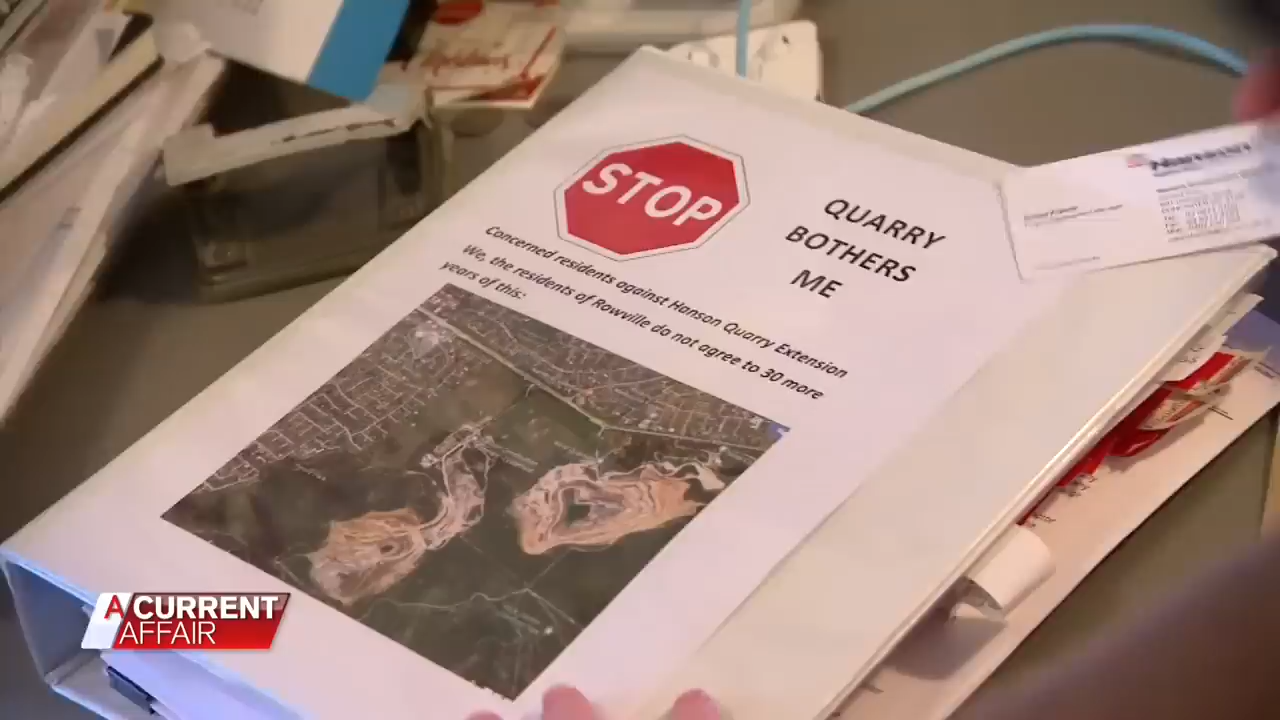 STOP
QUARRY
BOTHERS
ME
Concerned residents against Hanson Quarry Extension
We, the residents of Rowville do not agree to 30 more
years of this:
A CURRENT
AFFAIR